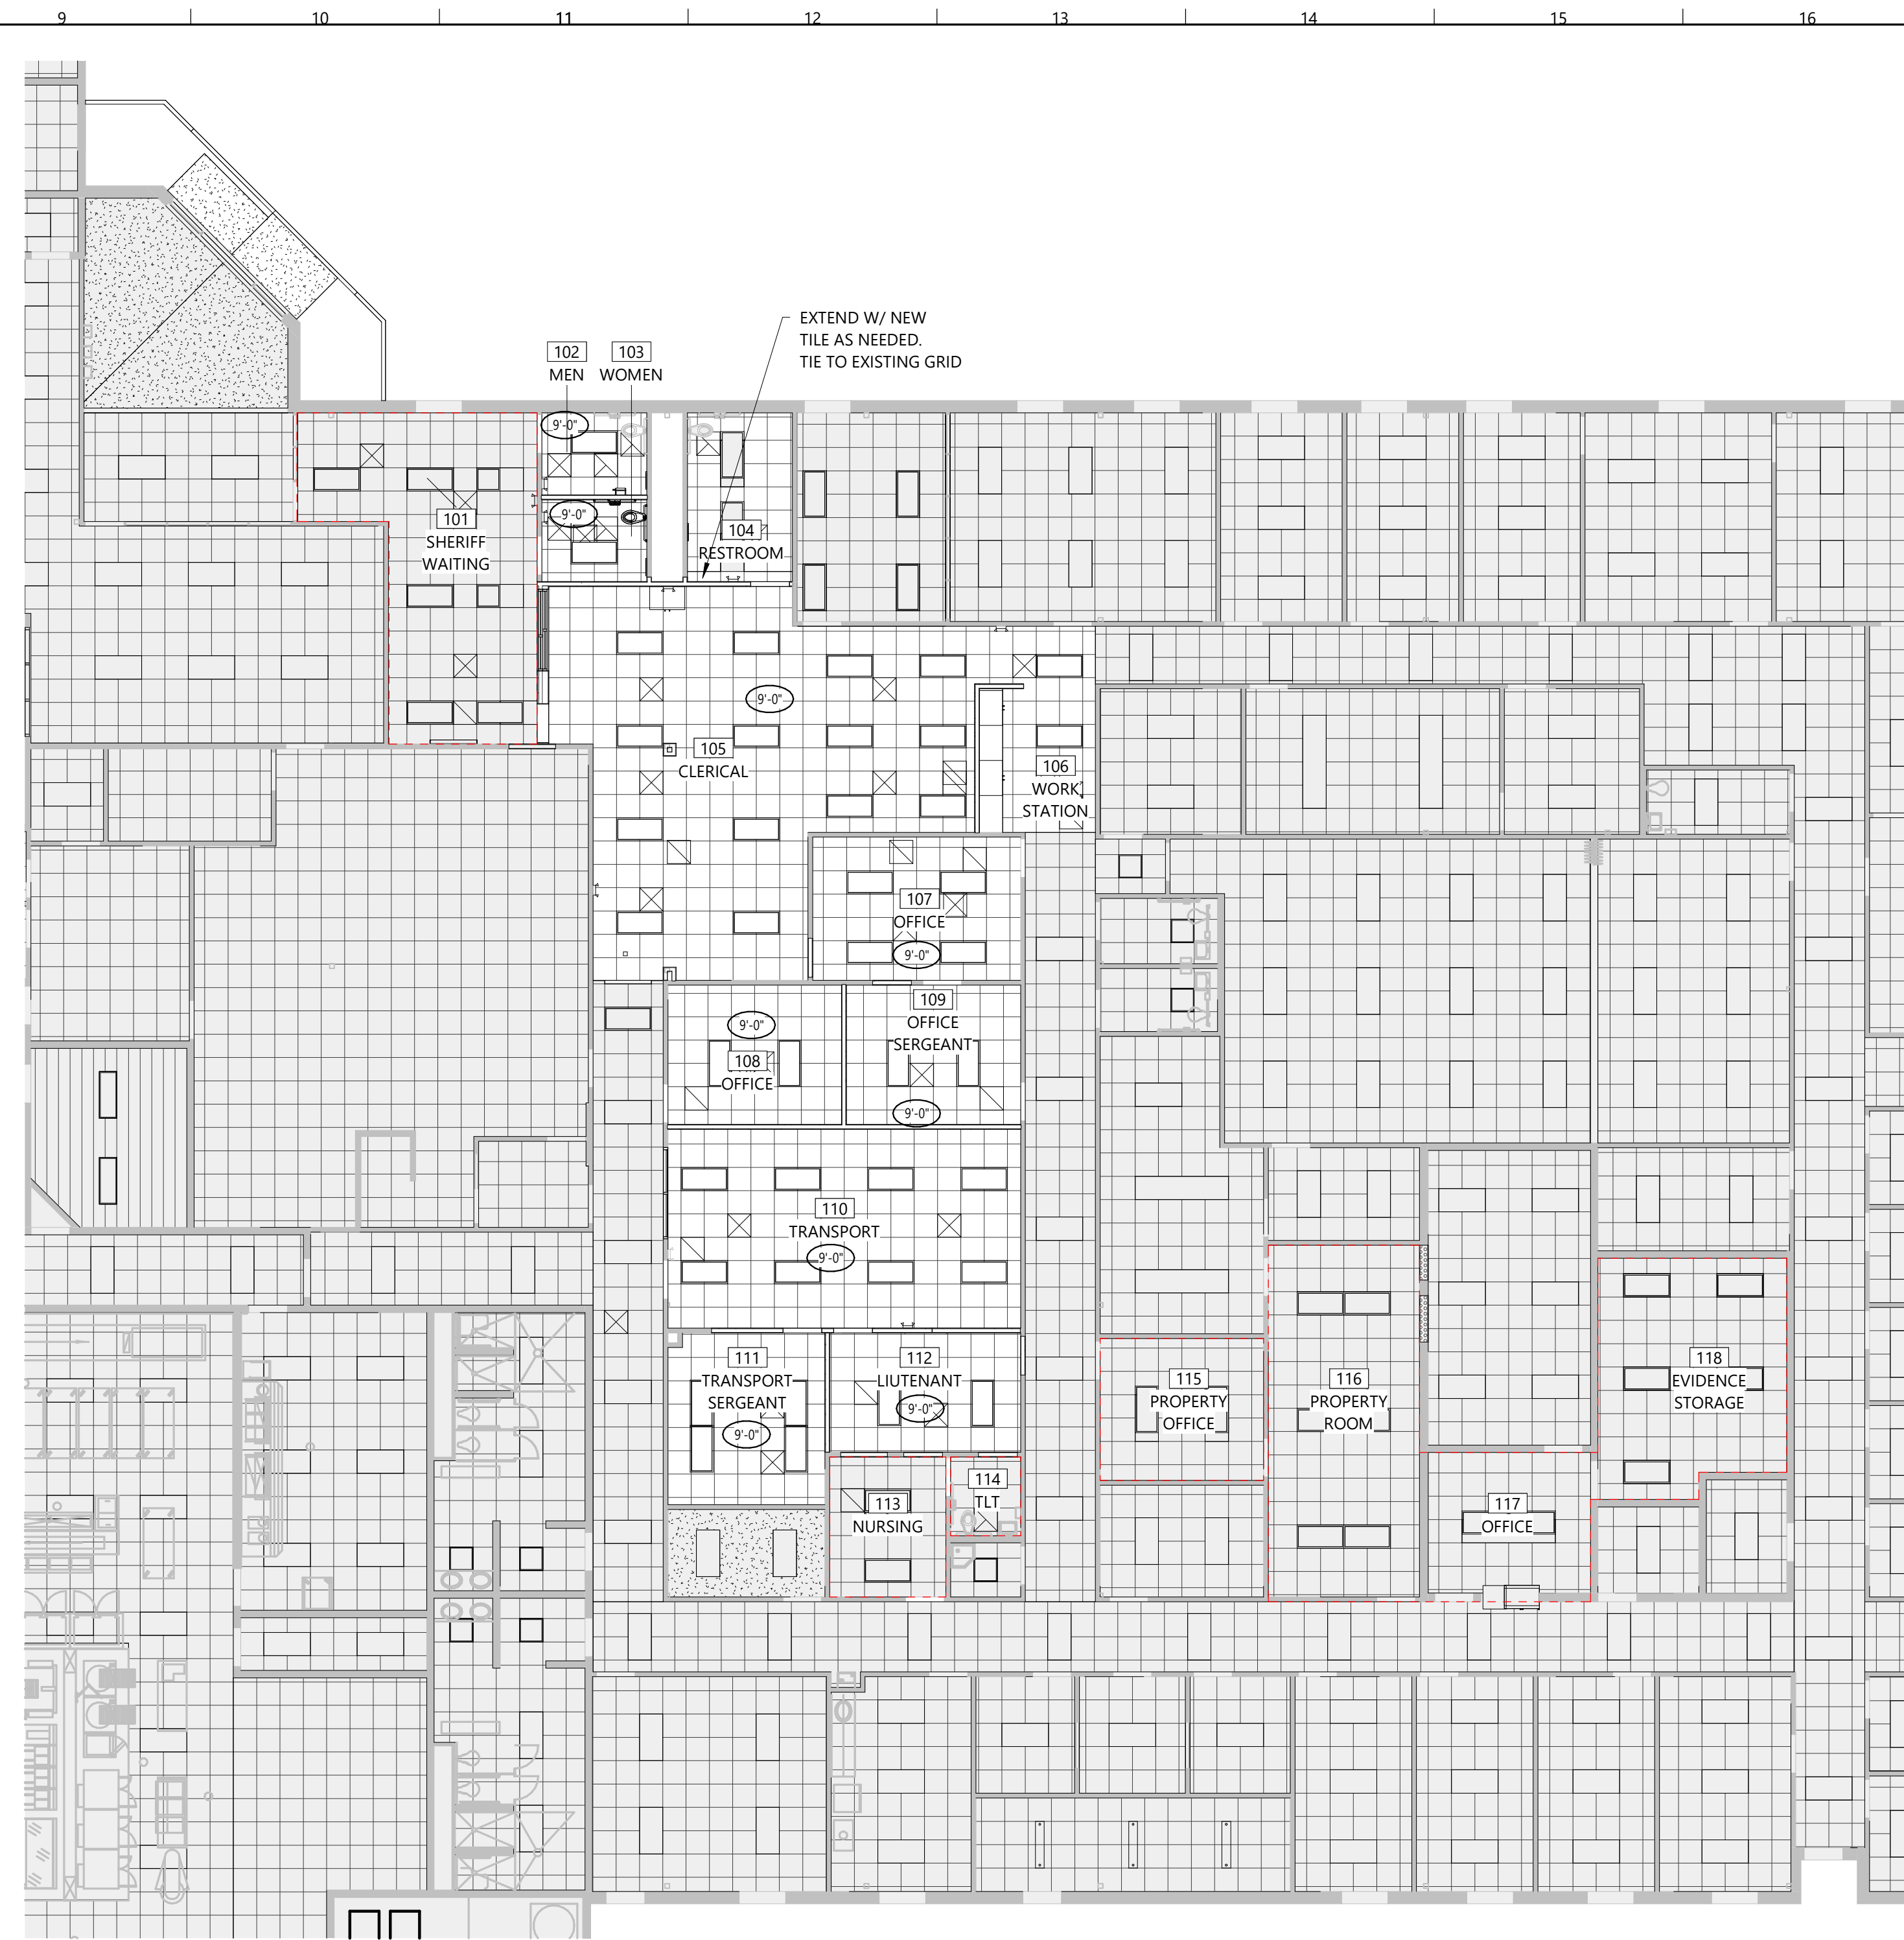 9 10 11 12 13 14 15 16
EXTEND W/ NEW
TILE AS NEEDED.
TIE TO EXISTING GRID
102
MEN
103
WOMEN
9'-0"
9'-0"
101
SHERIFF
WAITING
104
RESTROOM
9'-0"
105
CLERICAL
106
WORK
STATION
107
OFFICE
9'-0"
9'-0"
108
OFFICE
109
OFFICE
SERGEANT
9'-0"
110
TRANSPORT
9'-0"
111
TRANSPORT
SERGEANT
9'-0"
112
LIUTENANT
9'-0"
113
NURSING
114
TLT
115
PROPERTY
OFFICE
116
PROPERTY
ROOM
117
OFFICE
118
EVIDENCE
STORAGE